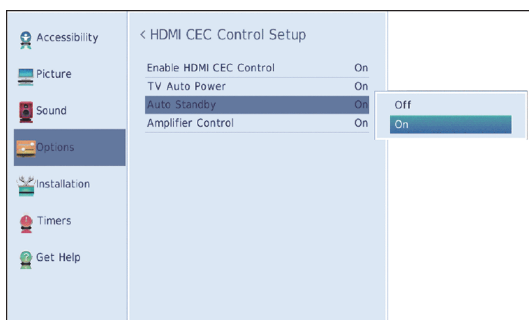 Accessibility
Picture
Sound
Options
Installation
Timers
Get Help
< HDMI CEC Control Setup
Enable HDMI CEC Control On
TV Auto Power On
Auto Standby On
Amplifier Control On
Off
On